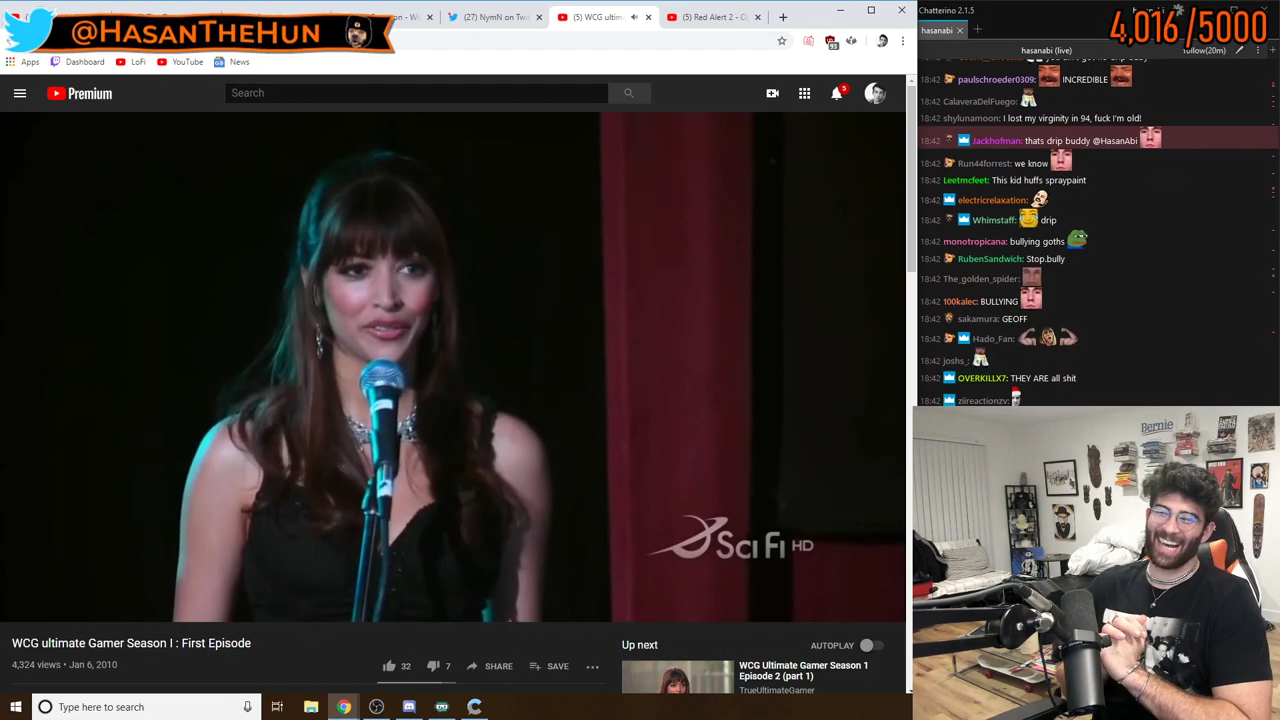 @HasanTheHun
(27) NymN on Twit
(5) WCG ultim
(5) Red Alert 2 - O
Chatterino 2.1.5
4,016/5000
hasanabi
hasanabi (live)
follow(20m)
Apps
Dashboard
LoFi
YouTube
News
93
Premium
Search
5
18:42 paulschroeder0309: INCREDIBLE
18:42 CalaveraDelFuego:
18:42 shylunamoon: I lost my virginity in 94, fuck I'm old!
18:42 Jackhofman: thats drip buddy @HasanAbi
18:42 Run44forrest: we know
18:42 Leetmcfeet: This kid huffs spraypaint
18:42 electricrelaxation:
18:42 Whimstaff: drip
18:42 monotropicana: bullying goths
18:42 RubenSandwich: Stop.bully
18:42 The_golden_spider:
18:42 100kalec: BULLYING
18:42 sakamura: GEOFF
18:42 Hado_Fan:
18:42 joshs_:
18:42 OVERKILLX7: THEY ARE all shit
18:42 ziireactionzv:
Bernie
SciFi HD
WCG ultimate Gamer Season I : First Episode
4,324 views • Jan 6, 2010
32
7
SHARE
SAVE
Up next
AUTOPLAY
WCG Ultimate Gamer Season 1
Episode 2 (part 1)
TrueUltimateGamer
Type here to search